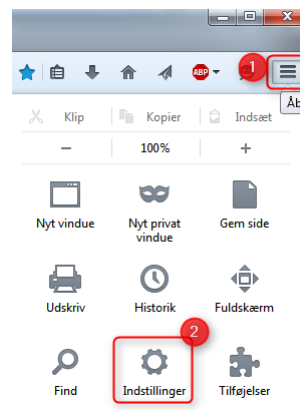 ABP
1
Åb
Klip Kopier Indsæt
− 100% +
Nyt vindue Nyt privat vindue Gem side
Udskriv Historik Fuldskærm
2
Find Indstillinger Tilføjelser